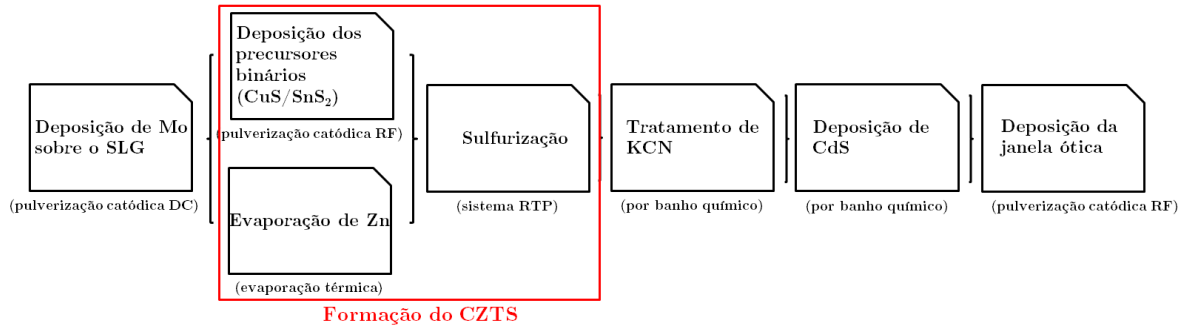 Deposição de Mo
sobre o SLG
(pulverização catódica DC)
Deposição dos
precursores
binários
(CuS/SnS₂)
(pulverização catódica RF)
Evaporação de Zn
(evaporação térmica)
Sulfurização
(sistema RTP)
Formação do CZTS
Tratamento de
KCN
(por banho químico)
Deposição de
CdS
(por banho químico)
Deposição da
janela ótica
(pulverização catódica RF)